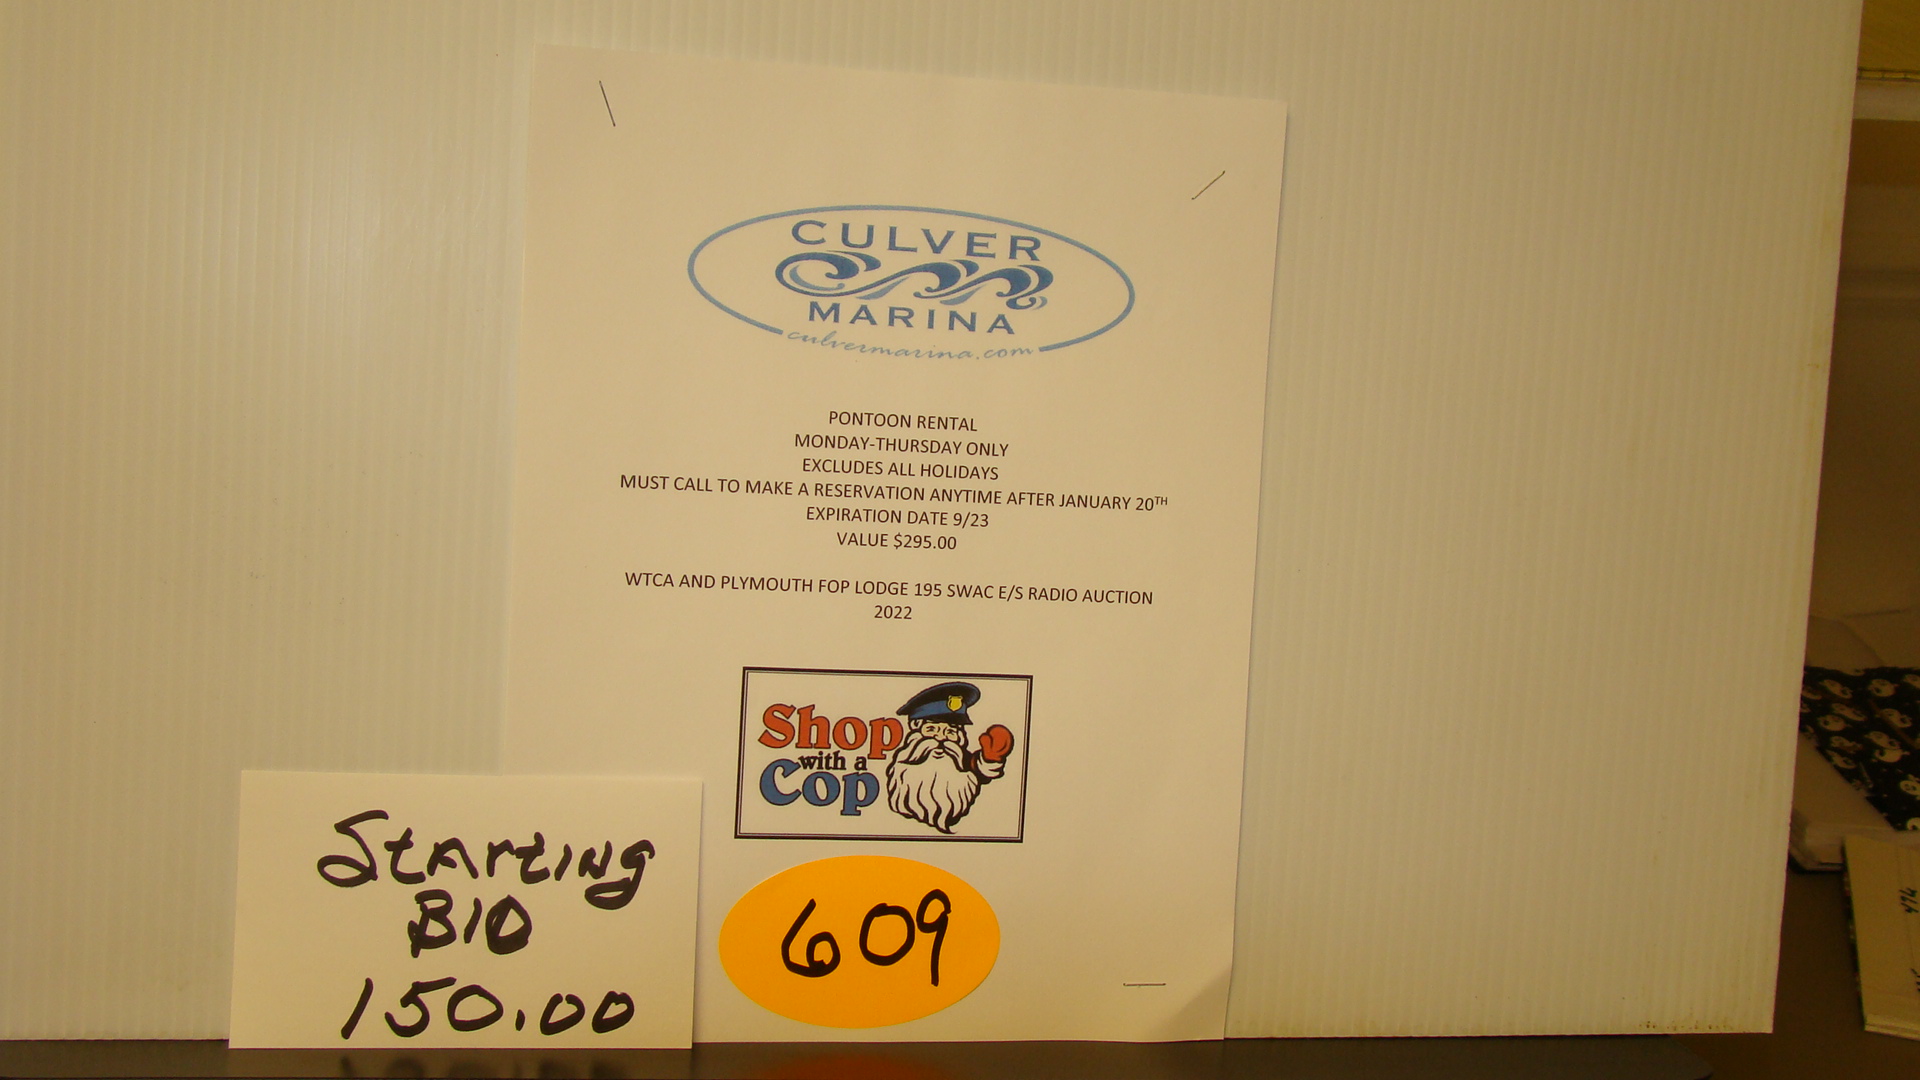 CULVER
MARINA
culvermarina.com
PONTOON RENTAL
MONDAY-THURSDAY ONLY
EXCLUDES ALL HOLIDAYS
MUST CALL TO MAKE A RESERVATION ANYTIME AFTER JANUARY 20TH
EXPIRATION DATE 9/23
VALUE $295.00
WTCA AND PLYMOUTH FOP LODGE 195 SWAC E/S RADIO AUCTION
2022
Shop
with a
Cop
STARTING
BID
150.00
609